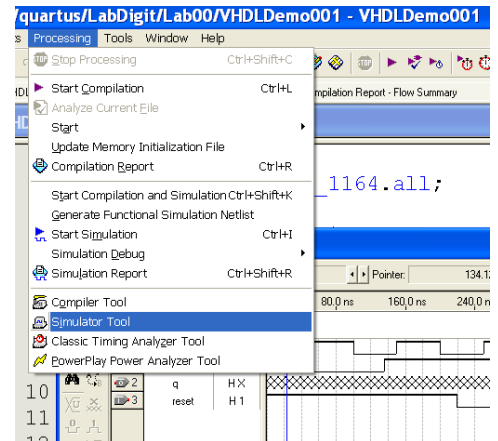 /quartus/LabDigit/Lab00/VHDLDemo001 - VHDLDemo001
s Processing Tools Window Help
Stop Processing Ctrl+Shift+C
Start Compilation Ctrl+L
Analyze Current File
Start
Update Memory Initialization File
Compilation Report Ctrl+R
Start Compilation and Simulation Ctrl+Shift+K
Generate Functional Simulation Netlist
Start Simulation Ctrl+I
Simulation Debug
Simulation Report Ctrl+Shift+R
Compiler Tool
Simulator Tool
Classic Timing Analyzer Tool
PowerPlay Power Analyzer Tool
mpilation Report - Flow Summary
_1164.all;
Pointer: 134.12
80.0 ns 160.0 ns 240.0 n
10 2 q H X
11 3 reset H 1